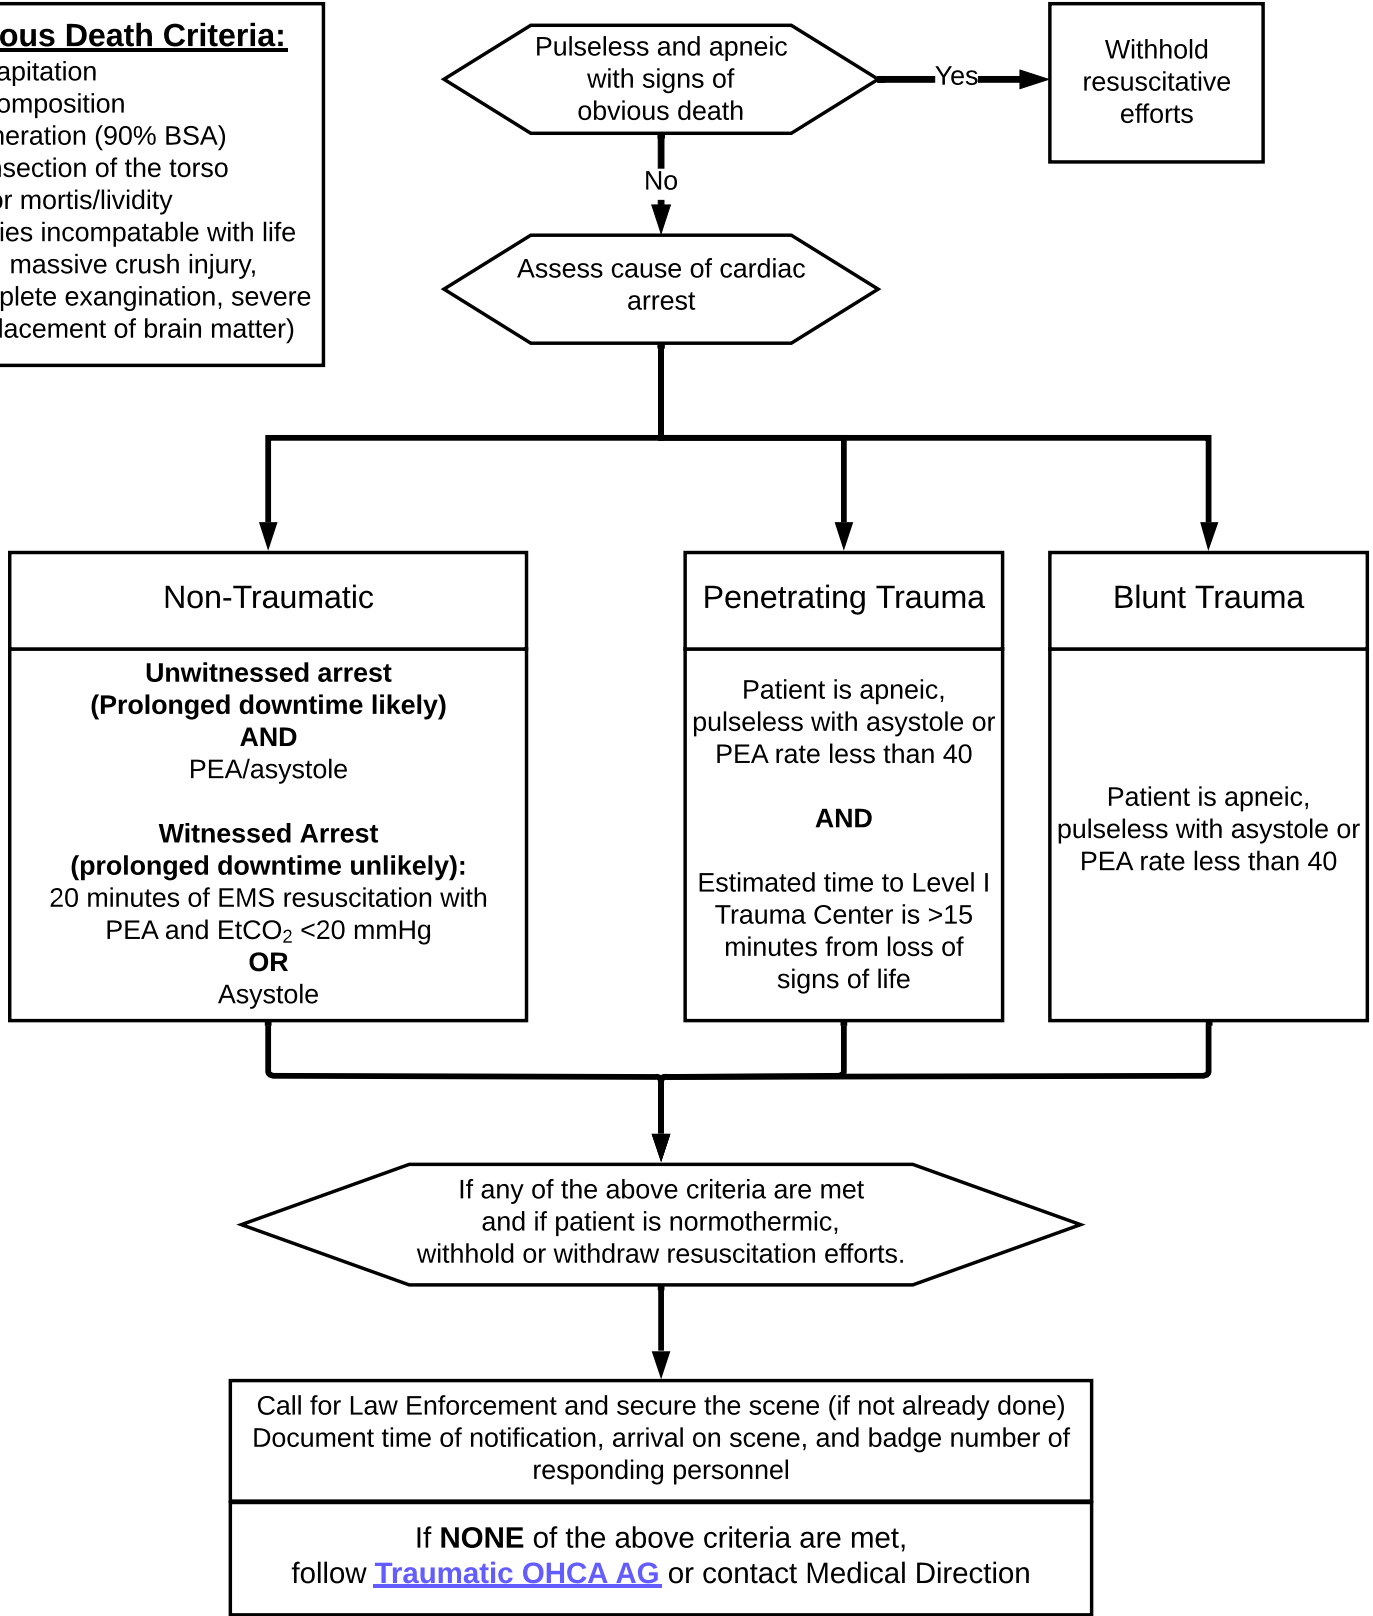 ous Death Criteria:
apitation
omposition
neration (90% BSA)
nsection of the torso
or mortis/lividity
ies incompatable with life
massive crush injury,
plete exangination, severe
lacement of brain matter)
Pulseless and apneic
with signs of
obvious death
Yes
Withhold
resuscitative
efforts
No
Assess cause of cardiac
arrest
Non-Traumatic
Unwitnessed arrest
(Prolonged downtime likely)
AND
PEA/asystole
Witnessed Arrest
(prolonged downtime unlikely):
20 minutes of EMS resuscitation with
PEA and EtCO₂ <20 mmHg
OR
Asystole
Penetrating Trauma
Patient is apneic,
pulseless with asystole or
PEA rate less than 40
AND
Estimated time to Level I
Trauma Center is >15
minutes from loss of
signs of life
Blunt Trauma
Patient is apneic,
pulseless with asystole or
PEA rate less than 40
If any of the above criteria are met
and if patient is normothermic,
withhold or withdraw resuscitation efforts.
Call for Law Enforcement and secure the scene (if not already done)
Document time of notification, arrival on scene, and badge number of
responding personnel
If NONE of the above criteria are met,
follow Traumatic OHCA AG or contact Medical Direction